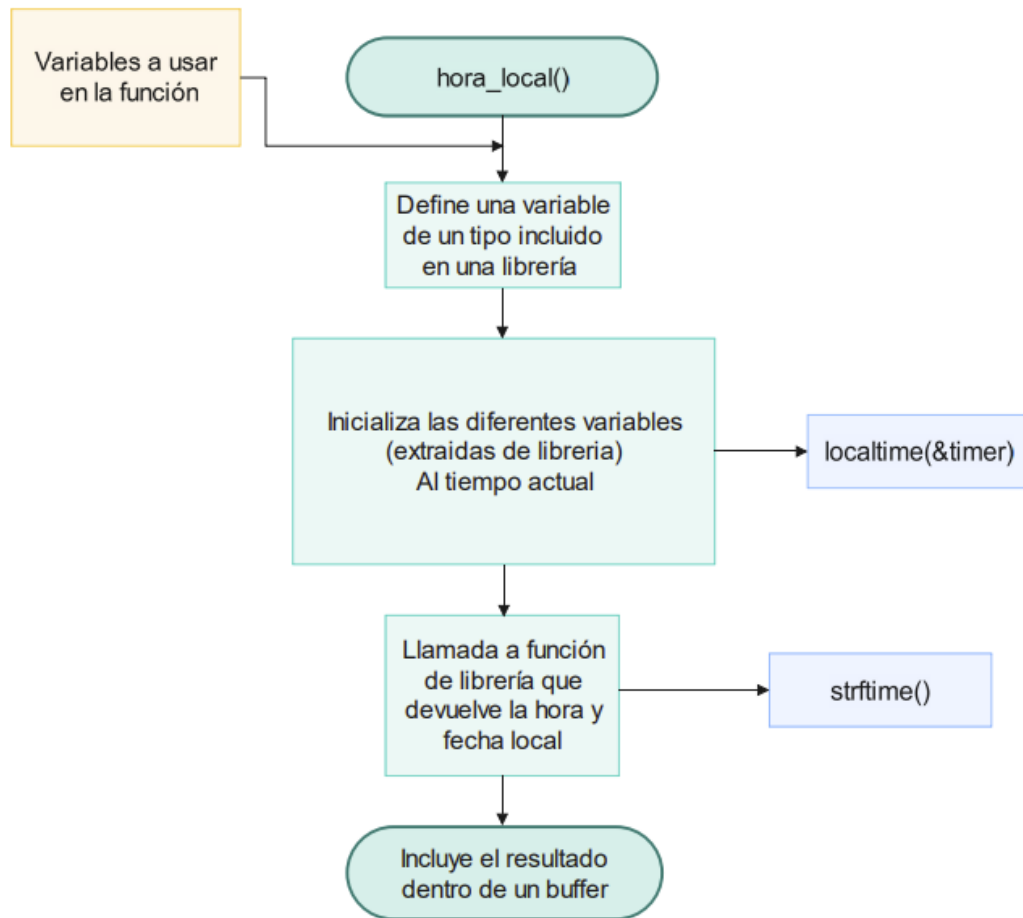 Variables a usar
en la función
hora_local()
Define una variable
de un tipo incluido
en una librería
Inicializa las diferentes variables
(extraidas de libreria)
Al tiempo actual
localtime(&timer)
Llamada a función
de librería que
devuelve la hora y
fecha local
strftime()
Incluye el resultado
dentro de un buffer